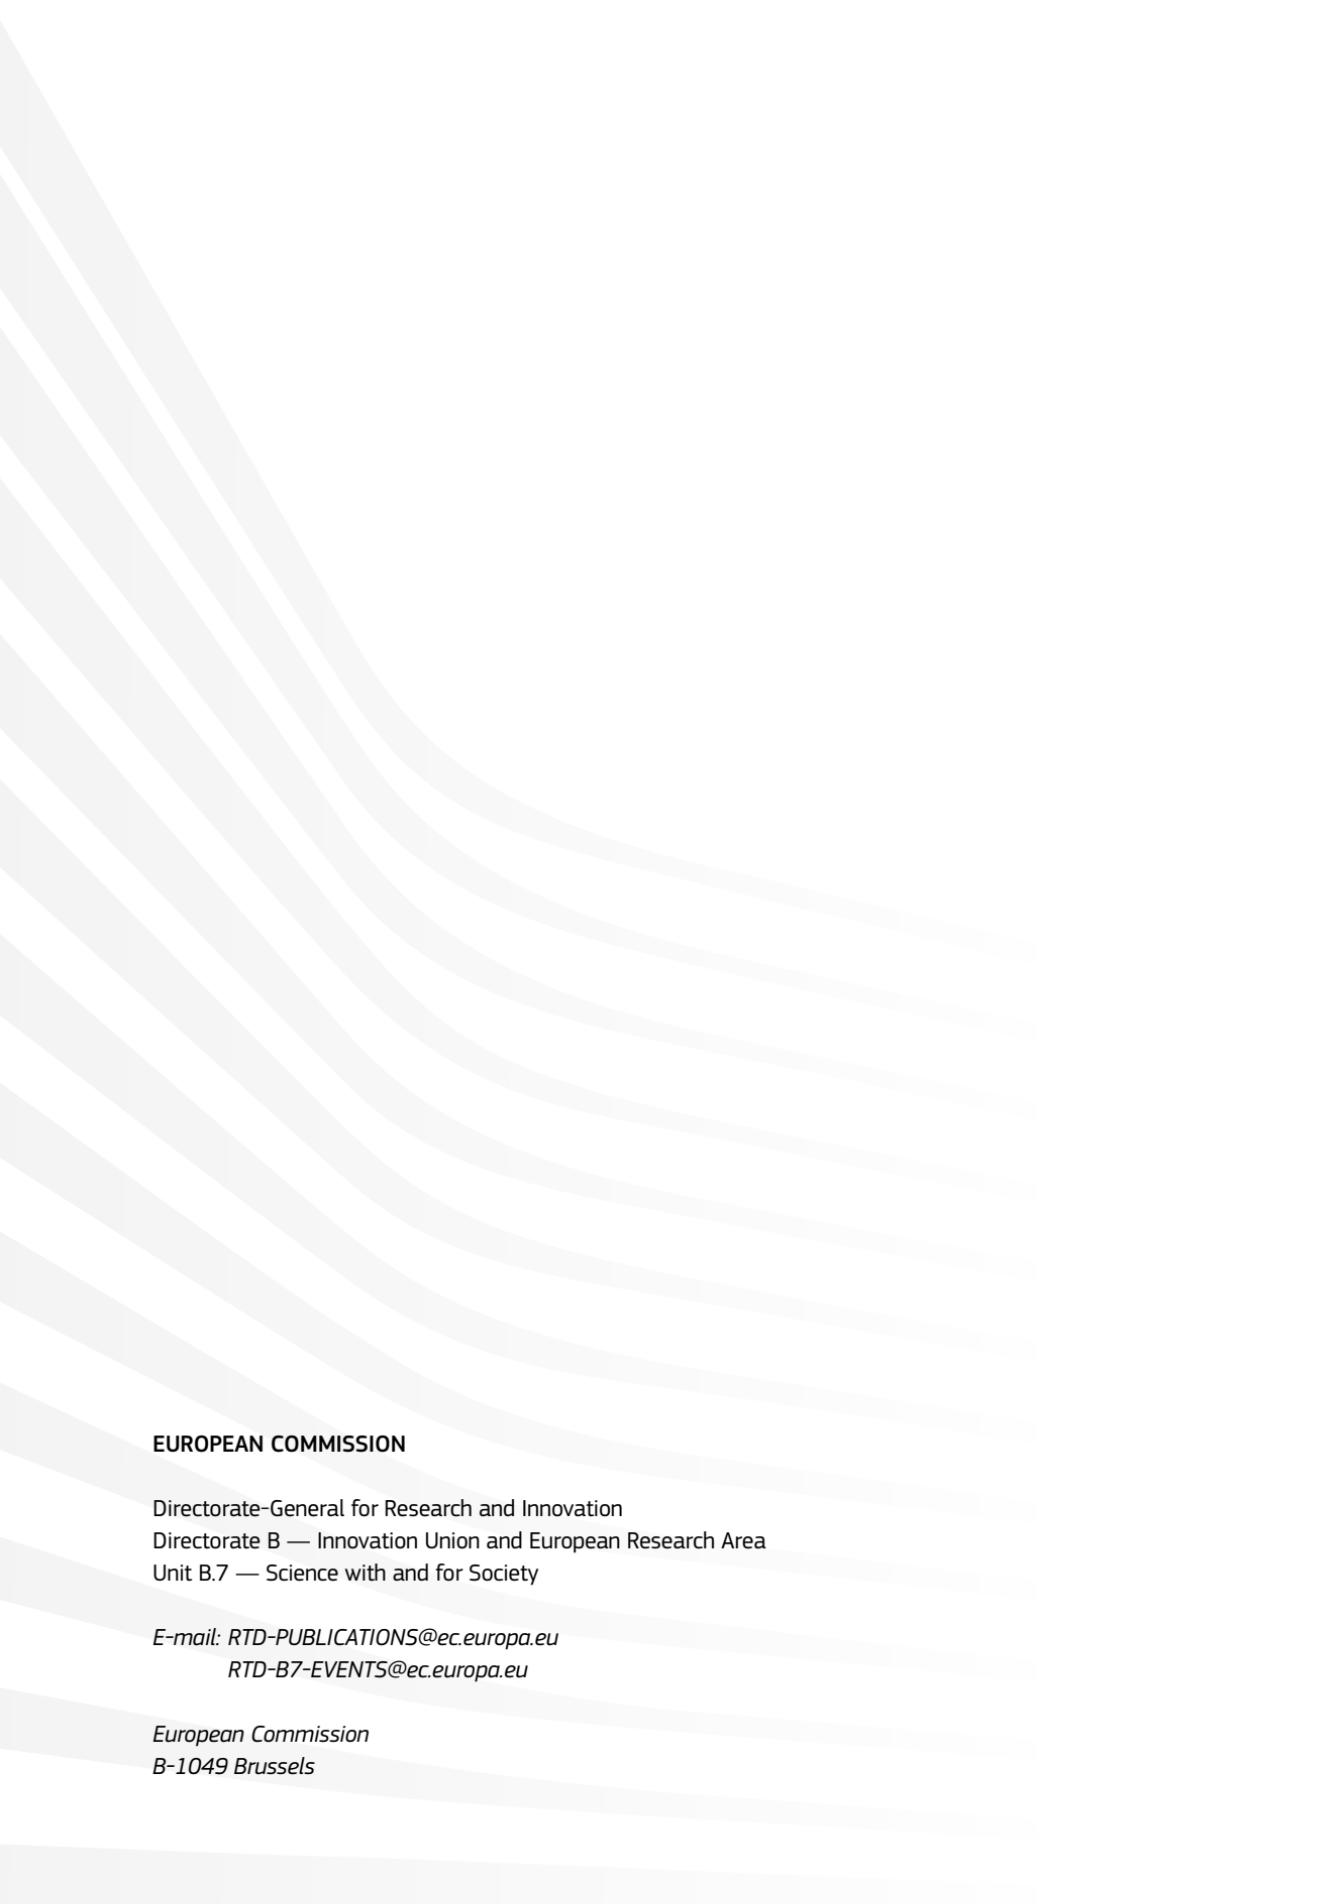 EUROPEAN COMMISSION
Directorate-General for Research and Innovation
Directorate B — Innovation Union and European Research Area
Unit B.7 — Science with and for Society
E-mail: RTD-PUBLICATIONS@ec.europa.eu
RTD-B7-EVENTS@ec.europa.eu
European Commission
B-1049 Brussels